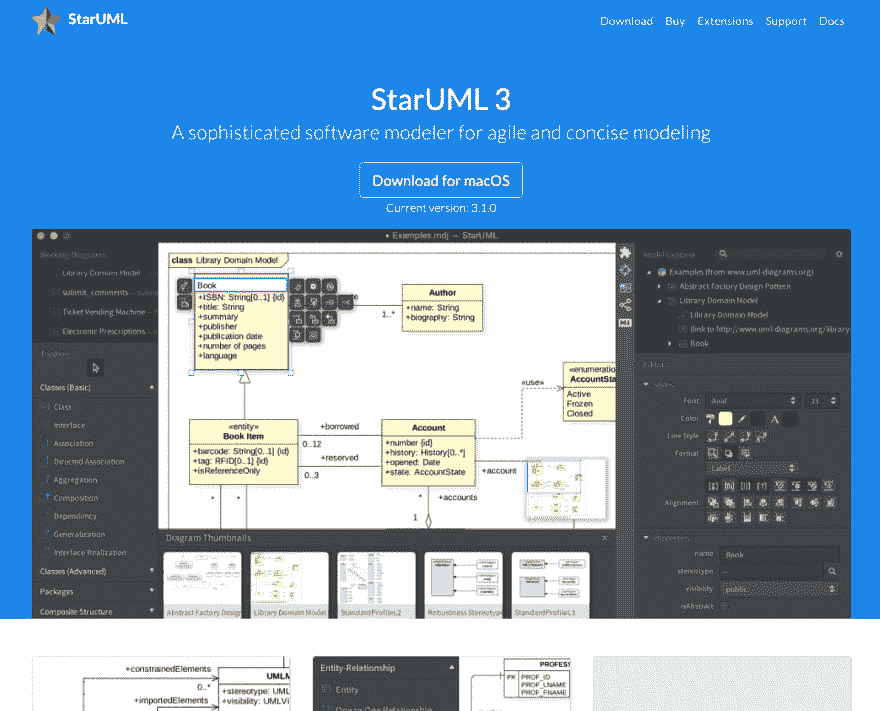 StarUML
Download Buy Extensions Support Docs
StarUML 3
A sophisticated software modeler for agile and concise modeling
Download for macOS
Current version: 3.1.0
• Examples.mdj — StarUML
Working Diagrams
Library Domain Model
submit_comments
Ticket Vending Machine
Electronic Prescriptions
Toolbox
Classes (Basic)
Class
Interface
Association
Directed Association
Aggregation
Composition
Dependency
Generalization
Interface Realization
Classes (Advanced)
Packages
Composite Structure
class Library Domain Model
Book
+ISBN: String[0..1] {id}
+title: String
+summary
+publisher
+publication date
+number of pages
+language
1..*
Author
+name: String
+biography: String
«use»
«enumeratio
AccountSta
Active
Frozen
Closed
«entity»
Book Item
+barcode: String[0..1] {id}
+tag: RFID[0..1] {id}
+isReferenceOnly
+borrowed
0..12
+reserved
0..3
Account
+number {id}
+history: History[0..*]
+opened: Date
+state: AccountState
+account
* *
* +accounts
1
Diagram Thumbnails
Abstract Factory Design
Library Domain Model
StandardProfileL2
Robustness Stereotype
StandardProfileL3
Model Explorer
Examples (from www.uml-diagrams.org)
Abstract Factory Design Pattern
Library Domain Model
Library Domain Model
(link to http://www.uml-diagrams.org/library
Book
Editors
Styles
Font Arial 13
Color
Line Style
Format
Label
Alignment
Properties
name Book
stereotype
visibility public
isAbstract
+constrainedElements
0..*
+importedElements
UMLM
+stereotype: UML
+visibility: UMLVi
Entity-Relationship
Entity
One to One Relationship
PROFES
PK PROF_ID
PROF_LNAME
PROF_FNAME